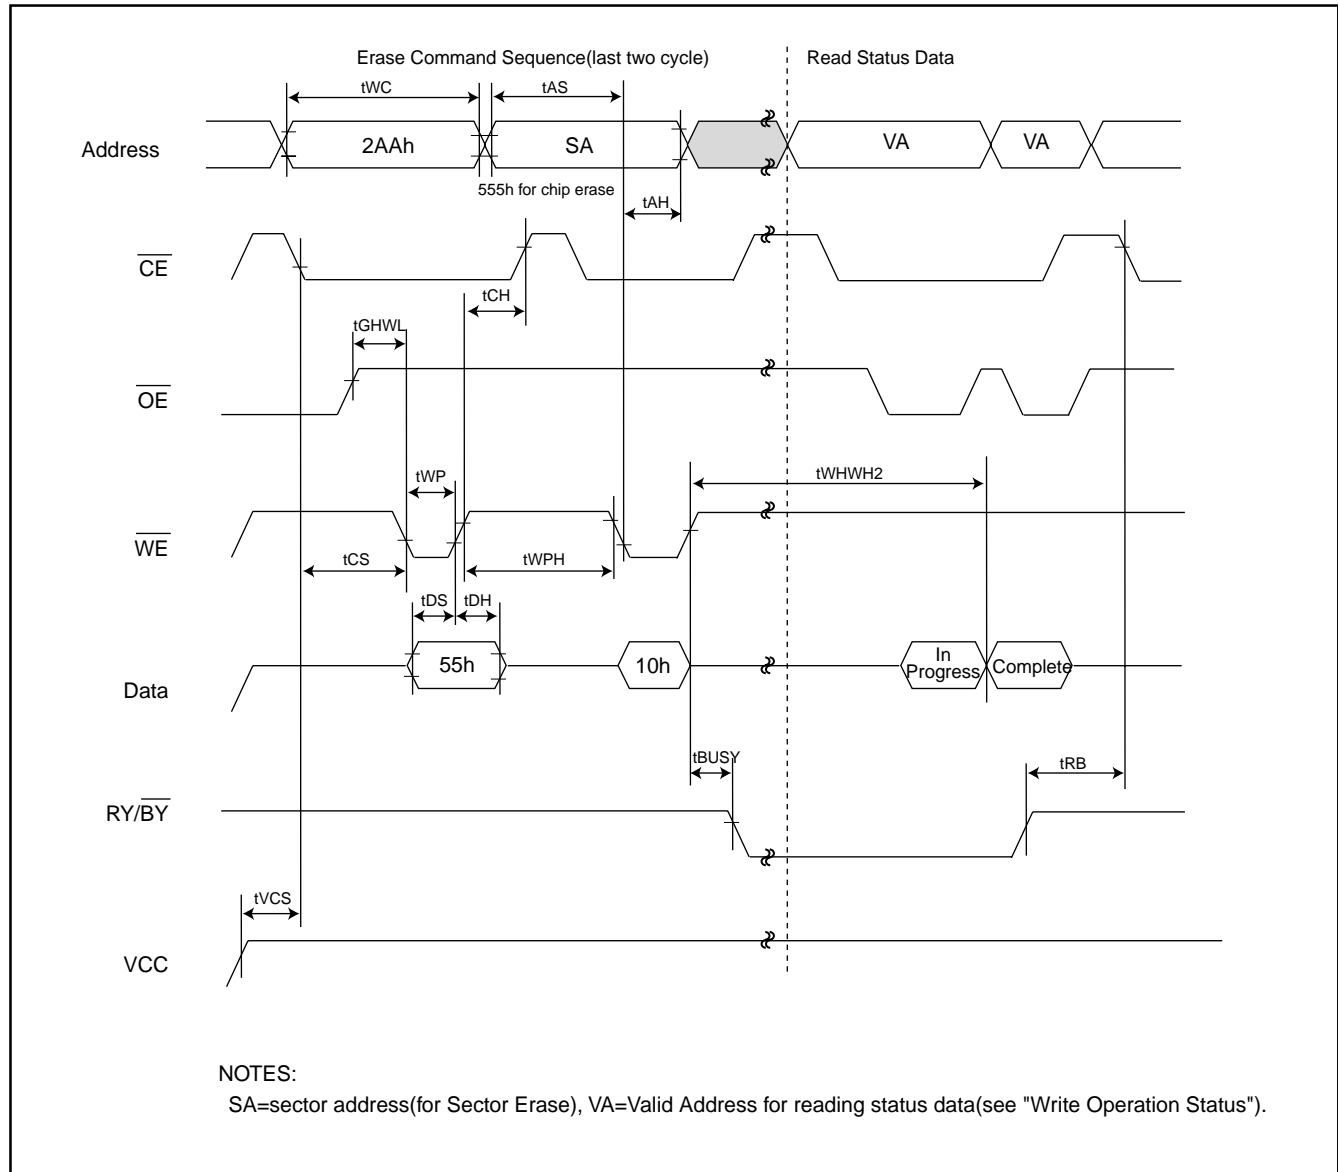 Erase Command Sequence(last two cycle)
Read Status Data
tWC
tAS
Address
2AAh
SA
VA
VA
555h for chip erase
tAH
CE
tCH
tGHWL
OE
tWP
tWHWH2
WE
tCS
tWPH
tDS
tDH
Data
55h
10h
In
Progress
Complete
tBUSY
tRB
RY/BY
tVCS
VCC
NOTES:
SA=sector address(for Sector Erase), VA=Valid Address for reading status data(see "Write Operation Status").